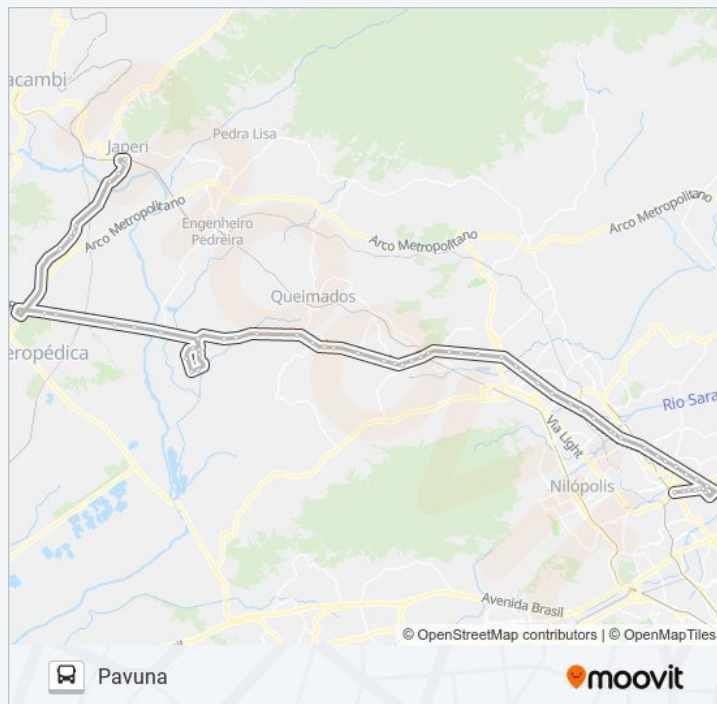 acambi
Japeri
Pedra Lisa
Arco Metropolitano
Engenheiro
Pedreira
Arco Metropolitano
Arco Metropolitano
Queimados
eropédica
Rio Sara
Via Light
Nilópolis
Avenida Brasil
© OpenStreetMap contributors | © OpenMapTiles
Pavuna
moovit